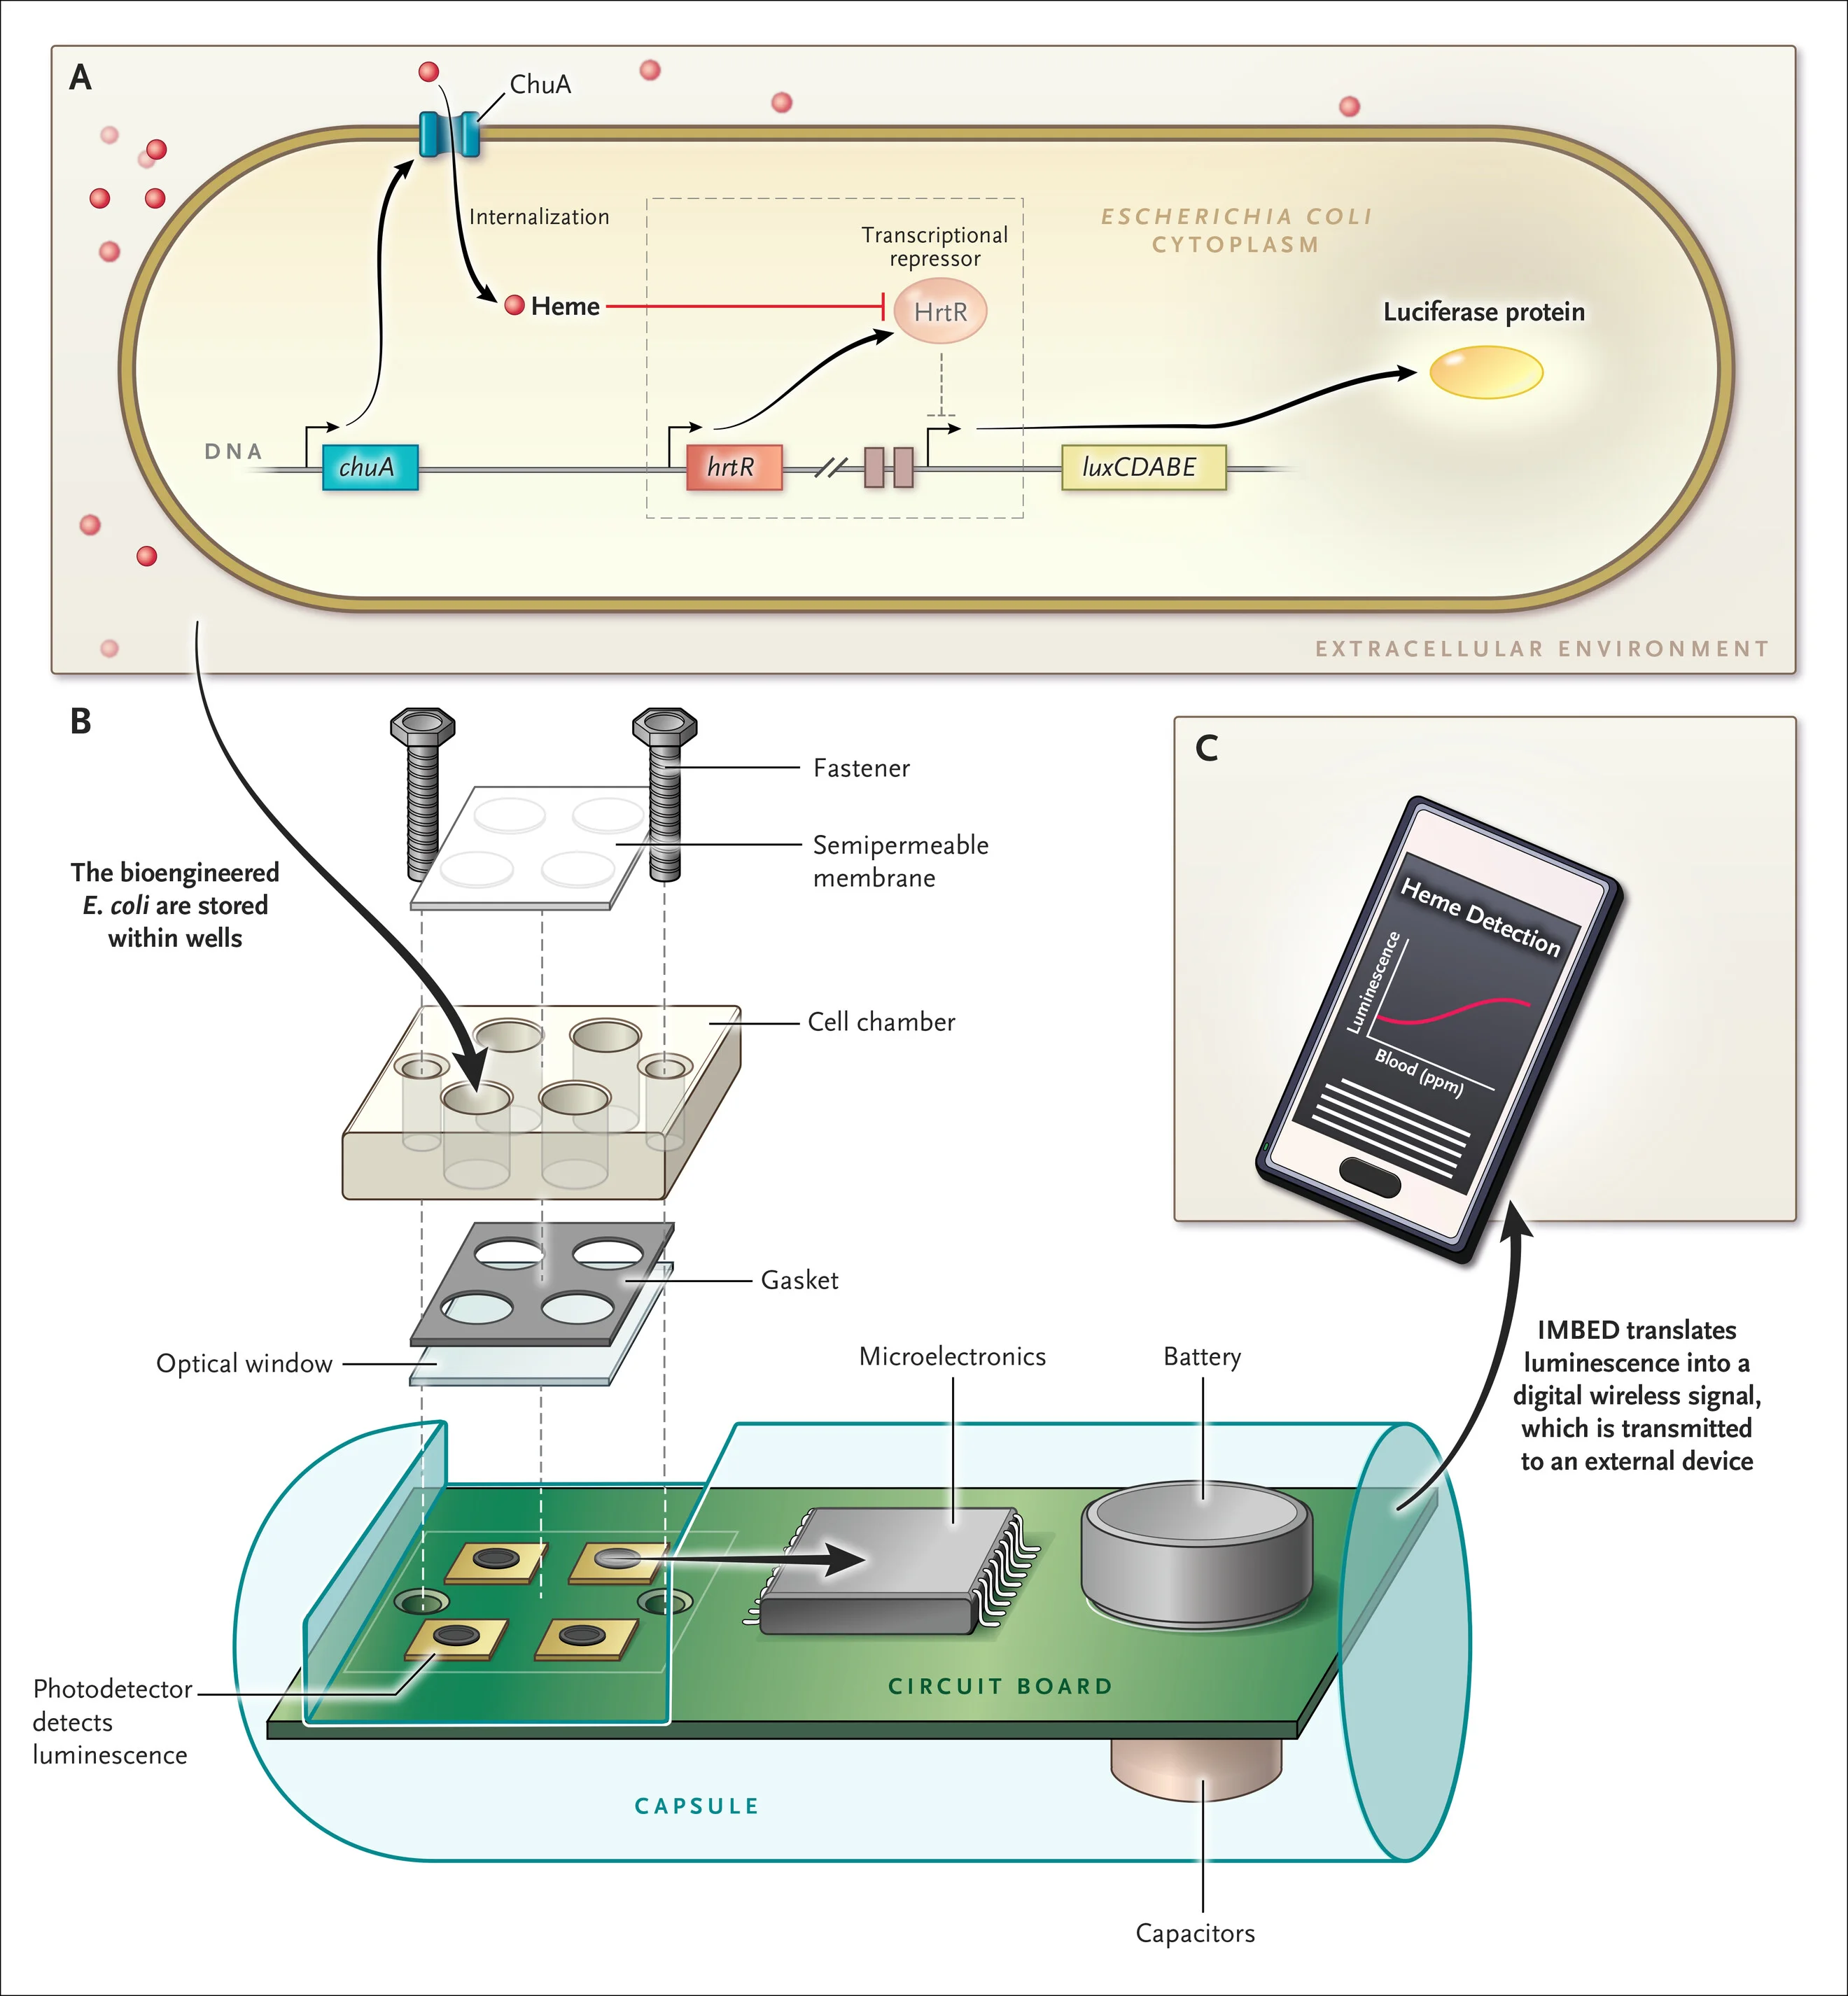 A
ChuA
Internalization
ESCHERICHIA COLI
CYTOPLASM
Transcriptional
repressor
Heme
HrtR
Luciferase protein
DNA
chuA
hrtR
luxCDABE
EXTRACELLULAR ENVIRONMENT
B
Fastener
Semipermeable
membrane
The bioengineered
E. coli are stored
within wells
Cell chamber
Gasket
Optical window
Microelectronics
Battery
Photodetector
detects
luminescence
CIRCUIT BOARD
CAPSULE
Capacitors
C
Heme Detection
Luminescence
Blood (ppm)
IMBED translates
luminescence into a
digital wireless signal,
which is transmitted
to an external device